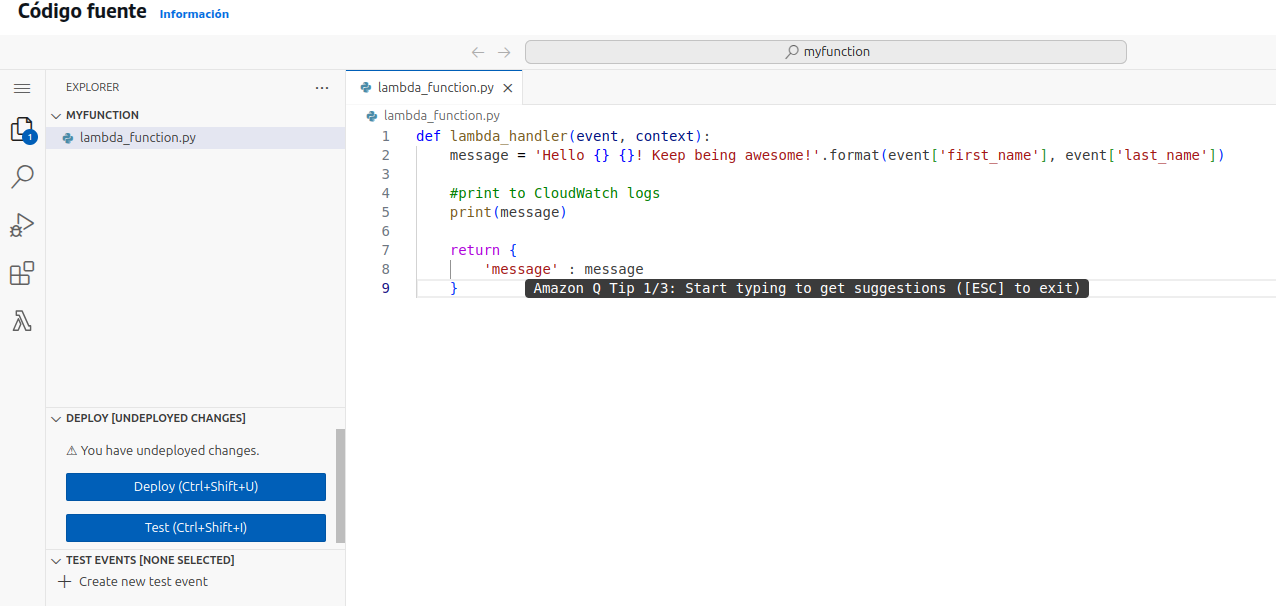 Código fuente Información
myfunction
EXPLORER ...
MYFUNCTION
1
lambda_function.py
DEPLOY [UNDEPLOYED CHANGES]
⚠ You have undeployed changes.
Deploy (Ctrl+Shift+U)
Test (Ctrl+Shift+I)
TEST EVENTS [NONE SELECTED]
Create new test event
lambda_function.py
lambda_function.py
1 def lambda_handler(event, context):
2     message = 'Hello {} {}! Keep being awesome!'.format(event['first_name'], event['last_name'])
3
4     #print to CloudWatch logs
5     print(message)
6
7     return {
8         'message' : message
9     } Amazon Q Tip 1/3: Start typing to get suggestions ([ESC] to exit)